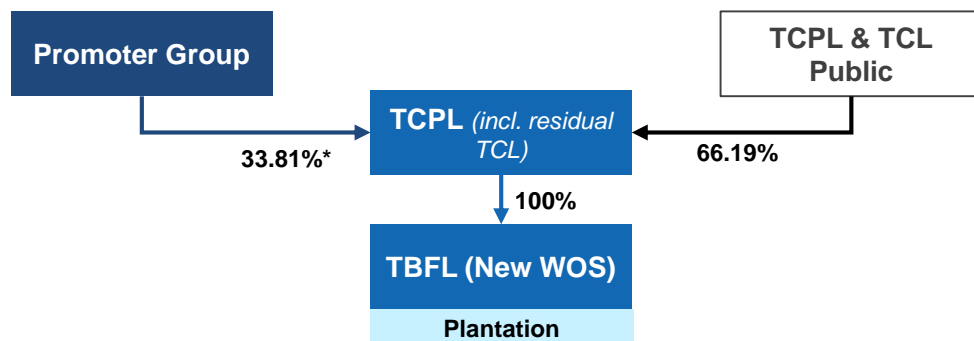 Promoter Group
TCPL & TCL
Public
TCPL (incl. residual
TCL)
33.81%*
66.19%
100%
TBFL (New WOS)
Plantation